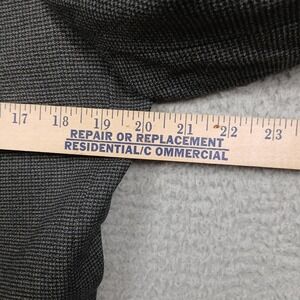 17 18 19 20 21 22 23
REPAIR OR REPLACEMENT
RESIDENTIAL/C OMMERCIAL